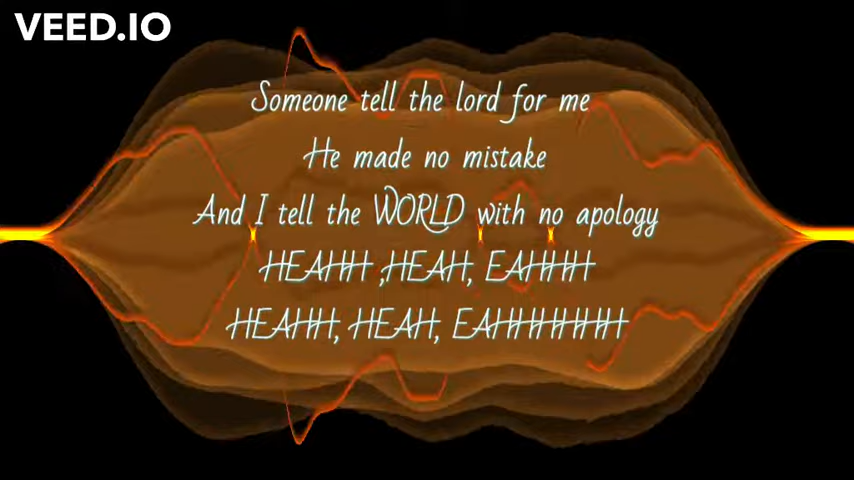 VEED.IO
Someone tell the lord for me
He made no mistake
And I tell the WORLD with no apology
HEAHH ,HEAH, EAHHH
HEAHH, HEAH, EAHHHHHH